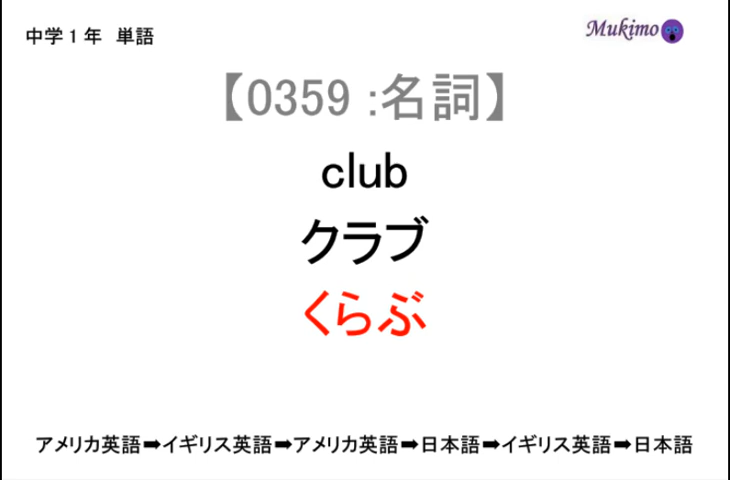 中学1年 単語
Mukimo
【0359 :名詞】
club
クラブ
くらぶ
アメリカ英語➡イギリス英語➡アメリカ英語➡日本語➡イギリス英語➡日本語